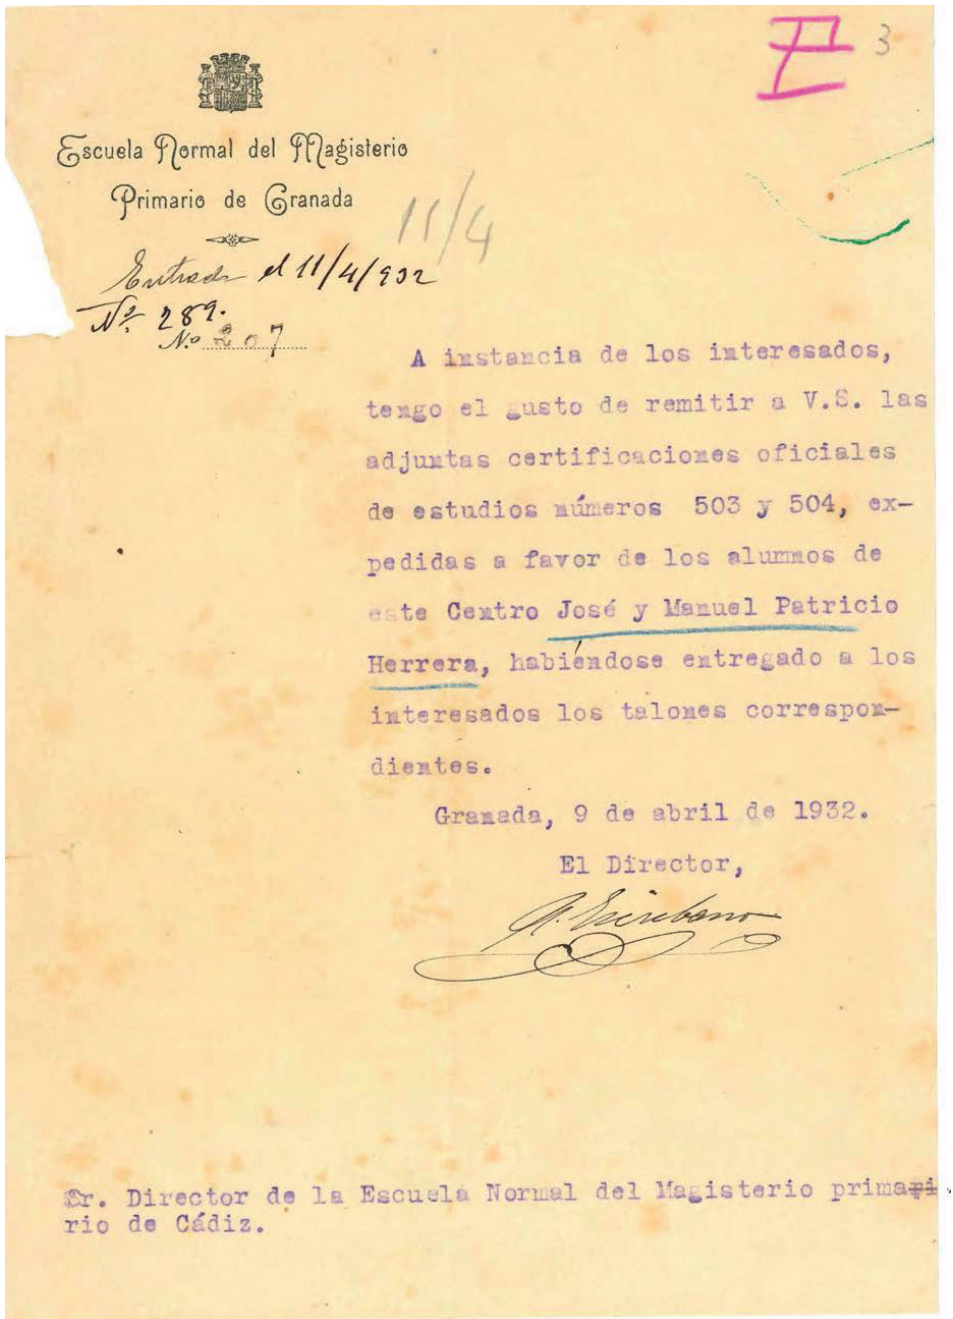 3
Escuela Normal del Magisterio
Primario de Granada
11/4
Entrada el 11/4/932
Nº 289.
N.º 207
A instancia de los interesados,
tengo el gusto de remitir a V.S. las
adjuntas certificaciones oficiales
de estudios números 503 y 504, ex-
pedidas a favor de los alumnos de
este Centro José y Manuel Patricio
Herrera, habiéndose entregado a los
interesados los talones correspon-
dientes.
Granada, 9 de abril de 1932.
El Director,
Escribano
Sr. Director de la Escuela Normal del Magisterio prima
rio de Cádiz.